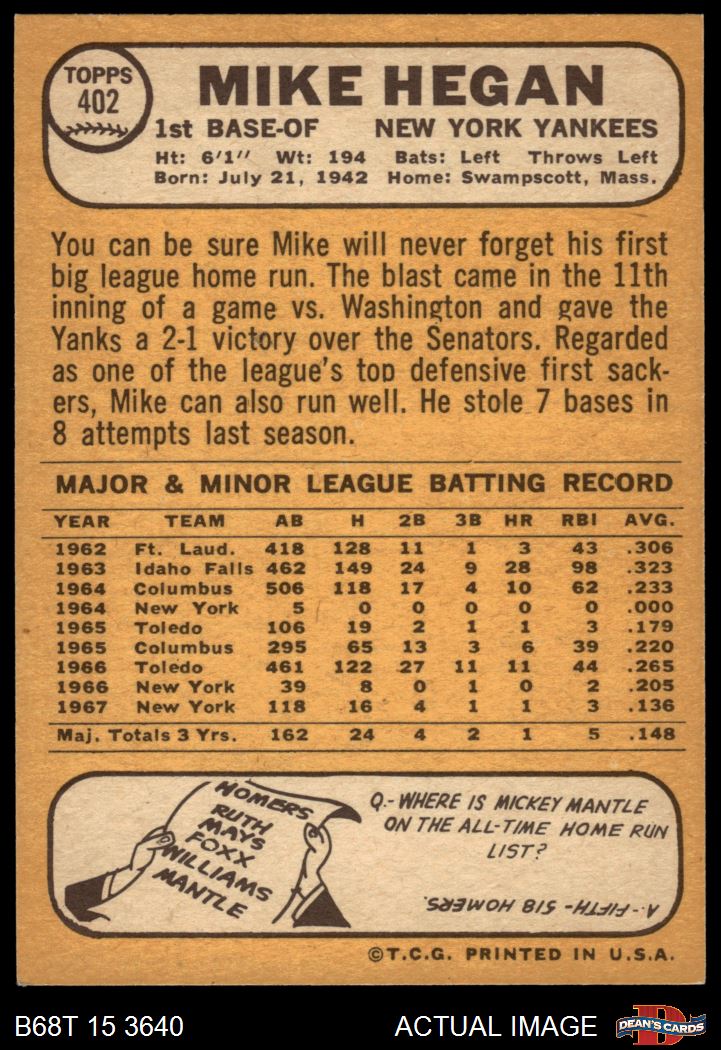 TOPPS
402
MIKE HEGAN
1st BASE-OF NEW YORK YANKEES
Ht: 6'1" Wt: 194 Bats: Left Throws Left
Born: July 21, 1942 Home: Swampscott, Mass.
You can be sure Mike will never forget his first
big league home run. The blast came in the 11th
inning of a game vs. Washington and gave the
Yanks a 2-1 victory over the Senators. Regarded
as one of the league's top defensive first sack-
ers, Mike can also run well. He stole 7 bases in
8 attempts last season.
MAJOR & MINOR LEAGUE BATTING RECORD
YEAR TEAM AB H 2B 3B HR RBI AVG.
1962 Ft. Laud. 418 128 11 1 3 43 .306
1963 Idaho Falls 462 149 24 9 28 98 .323
1964 Columbus 506 118 17 4 10 62 .233
1964 New York 5 0 0 0 0 0 .000
1965 Toledo 106 19 2 1 1 3 .179
1965 Columbus 295 65 13 3 6 39 .220
1966 Toledo 461 122 27 11 11 44 .265
1966 New York 39 8 0 1 0 2 .205
1967 New York 118 16 4 1 1 3 .136
Maj. Totals 3 Yrs. 162 24 4 2 1 5 .148
HOMERS
RUTH
MAYS
FOXX
WILLIAMS
MANTLE
Q.- WHERE IS MICKEY MANTLE
ON THE ALL-TIME HOME RUN
LIST?
A.- FIFTH - 518 HOMERS.
©T.C.G. PRINTED IN U.S.A.
B68T 15 3640 ACTUAL IMAGE
D
DEAN'S CARDS